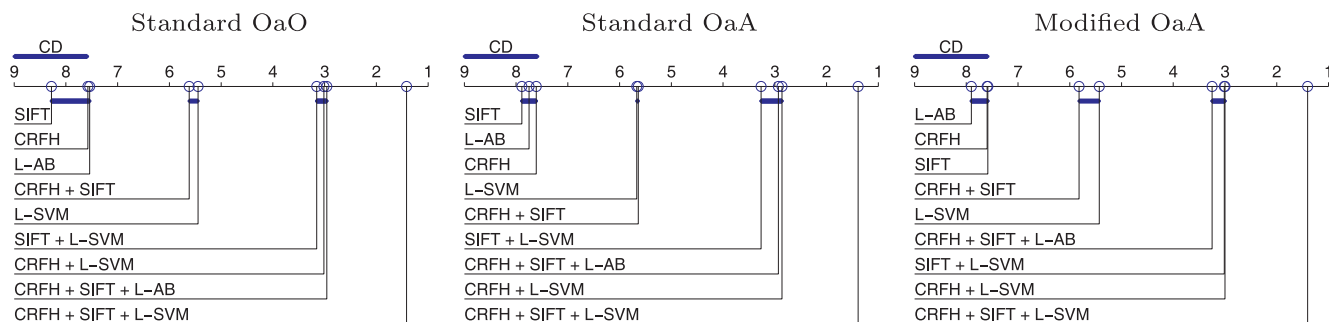 Standard OaO
CD
9 8 7 6 5 4 3 2 1
SIFT
CRFH
L−AB
CRFH + SIFT
L−SVM
SIFT + L−SVM
CRFH + L−SVM
CRFH + SIFT + L−AB
CRFH + SIFT + L−SVM
Standard OaA
CD
9 8 7 6 5 4 3 2 1
SIFT
L−AB
CRFH
L−SVM
CRFH + SIFT
SIFT + L−SVM
CRFH + SIFT + L−AB
CRFH + L−SVM
CRFH + SIFT + L−SVM
Modified OaA
CD
9 8 7 6 5 4 3 2 1
L−AB
CRFH
SIFT
CRFH + SIFT
L−SVM
CRFH + SIFT + L−AB
SIFT + L−SVM
CRFH + L−SVM
CRFH + SIFT + L−SVM